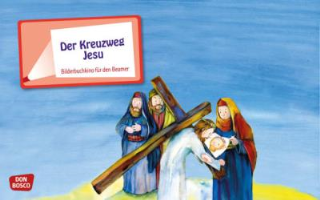 Der Kreuzweg
Jesu
Bilderbuchkino für den Beamer
DON
BOSCO